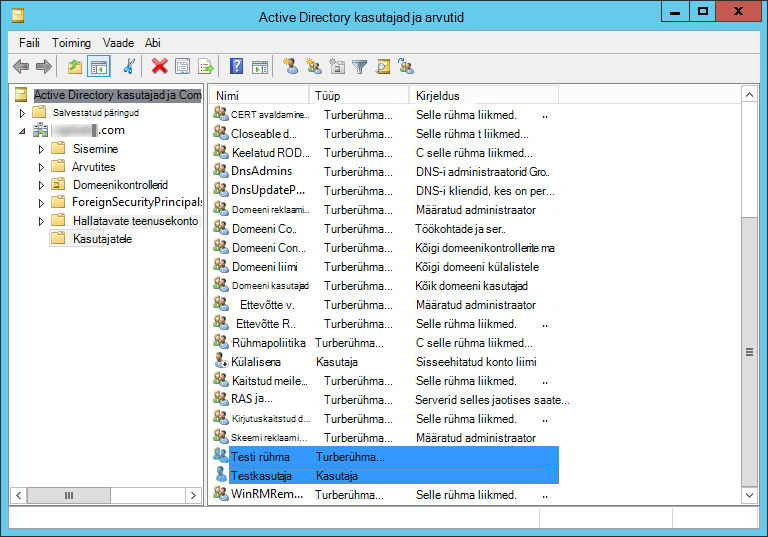 Active Directory kasutajad ja arvutid
Faili Toiming Vaade Abi
Active Directory kasutajad ja Com
Salvestatud päringud
.com
Sisemine
Arvutites
Domeenikontrollerid
ForeignSecurityPrincipals
Hallatavate teenusekonto
Kasutajatele
Nimi Tüüp Kirjeldus
CERT avaldamine... Turberühma... Selle rühma liikmed. ..
Closeable d... Turberühma... Selle rühma t liikmed...
Keelatud ROD... Turberühma... C selle rühma liikmed...
DnsAdmins Turberühma... DNS-i administraatorid Gro..
DnsUpdateP... Turberühma... DNS-i kliendid, kes on per...
Domeeni reklaami... Turberühma... Määratud administraator
Domeeni Co.. Turberühma... Töökohtade ja ser..
Domeeni Con... Turberühma... Kõigi domeenikontrollerite ma
Domeeni liimi Turberühma... Kõigi domeeni külalistele
Domeeni kasutajad Turberühma... Kõik domeeni kasutajad
Ettevõtte v. Turberühma... Määratud administraator
Ettevõtte R.. Turberühma... Selle rühma liikmed. ..
Rühmapoliitika Turberühma... C selle rühma liikmed...
Külalisena Kasutaja Sisseehitatud konto liimi
Kaitstud meile... Turberühma... Selle rühma liikmed. ..
RAS ja... Turberühma... Serverid selles jaotises saate...
Kirjutuskaitstud d... Turberühma... Selle rühma liikmed. ..
Skeemi reklaami... Turberühma... Määratud administraator
Testi rühma Turberühma...
Testkasutaja Kasutaja
WinRMRem... Turberühma... Selle rühma liikmed. ..